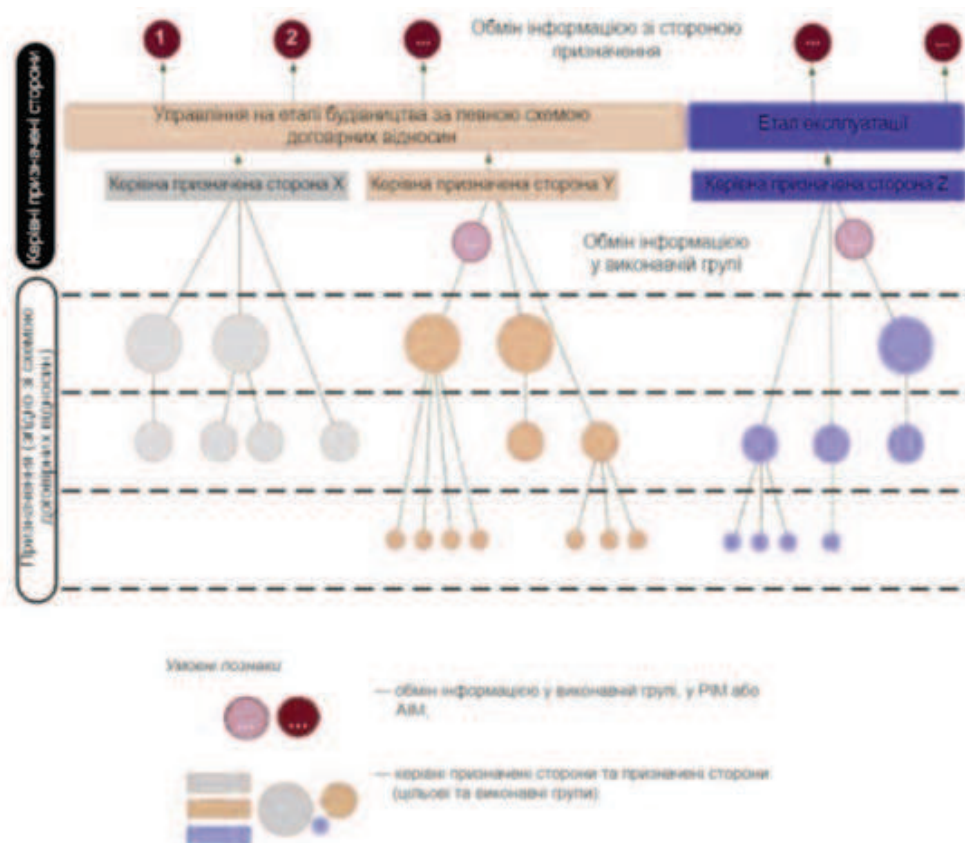 1
2
...
Обмін інформацією зі стороною
призначення
...
...
Керівні призначені сторони
Управління на етапі будівництва за певною схемою
договірних відносин
Етап експлуатації
Керівна призначена сторона X
Керівна призначена сторона Y
Керівна призначена сторона Z
...
Обмін інформацією
у виконавчій групі
...
Призначення (згідно зі схемою
договірних відносин)
Умовні познаки
...
...
— обмін інформацією у виконавчій групі, у PIM або
AIM;
— керівні призначені сторони та призначені сторони
(цільові та виконавчі групи)